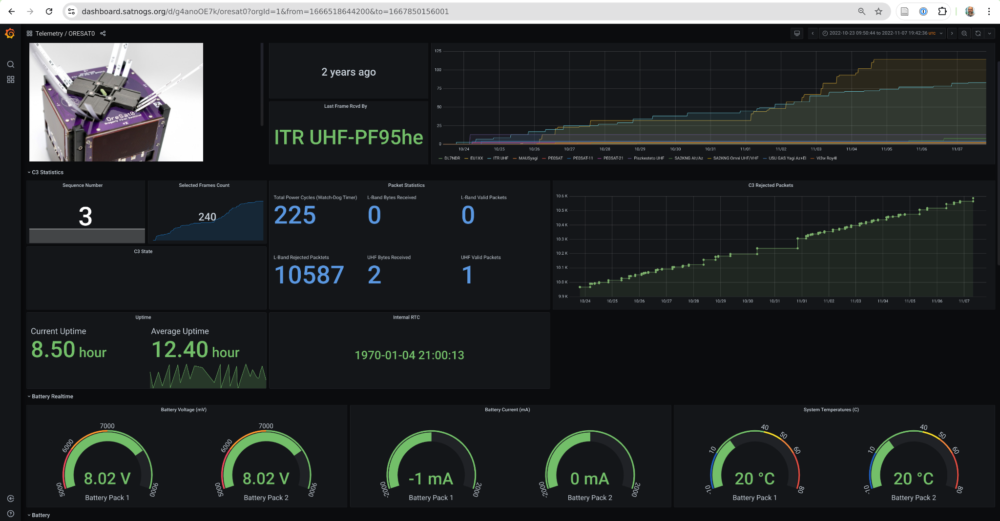 dashboard.satnogs.org/d/g4anoOE7k/oresat0?orgId=1&from=1666518644200&to=1667850156001
Telemetry / ORESAT0
2022-10-23 09:50:44 to 2022-11-07 19:42:36 UTC
OreSat0
Oregon's First Satellite
+X
2 years ago
Last Frame Rcvd By
ITR UHF-PF95he
125
100
75
50
25
0
10/24 10/25 10/26 10/27 10/28 10/29 10/30 10/31 11/01 11/02 11/03 11/04 11/05 11/06 11/07
DL7NDR EU1XX ITR UHF MAUSyagi PE0SAT PE0SAT-11 PE0SAT-21 Piszkesteto UHF SA2KNG Alt/Az SA2KNG Omni UHF/VHF USU GAS Yagi Az+El Vi3w Roy4l
C3 Statistics
Sequence Number
3
Selected Frames Count
240
Packet Statistics
Total Power Cycles (Watch-Dog Timer) L-Band Bytes Received L-Band Valid Packets
225 0 0
L-Band Rejected Packtets UHF Bytes Received UHF Valid Packets
10587 2 1
C3 Rejected Packets
10.6 K
10.5 K
10.4 K
10.3 K
10.2 K
10.1 K
10.0 K
9.9 K
10/24 10/25 10/26 10/27 10/28 10/29 10/30 10/31 11/01 11/02 11/03 11/04 11/05 11/06 11/07
C3 State
Uptime
Current Uptime Average Uptime
8.50 hour 12.40 hour
Internal RTC
1970-01-04 21:00:13
Battery Realtime
Battery Voltage (mV)
5000 6000 7000 9000
8.02 V
Battery Pack 1
5000 6000 7000 9000
8.02 V
Battery Pack 2
Battery Current (mA)
-2000 2000
-1 mA
Battery Pack 1
-2000 2000
0 mA
Battery Pack 2
System Temperatures (C)
-10 10 40 50 60 80
20 °C
Battery Pack 1
-10 10 40 50 60 80
20 °C
Battery Pack 2
Battery